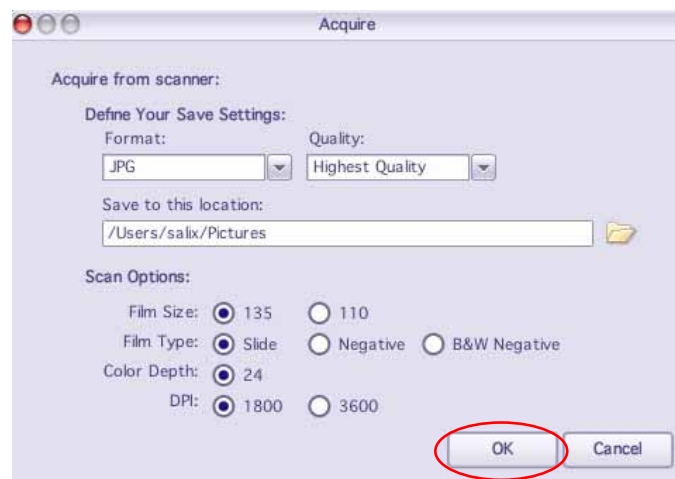 Acquire
Acquire from scanner:
Define Your Save Settings:
Format: Quality:
JPG Highest Quality
Save to this location:
/Users/salix/Pictures
Scan Options:
Film Size: 135 110
Film Type: Slide Negative B&W Negative
Color Depth: 24
DPI: 1800 3600
OK Cancel